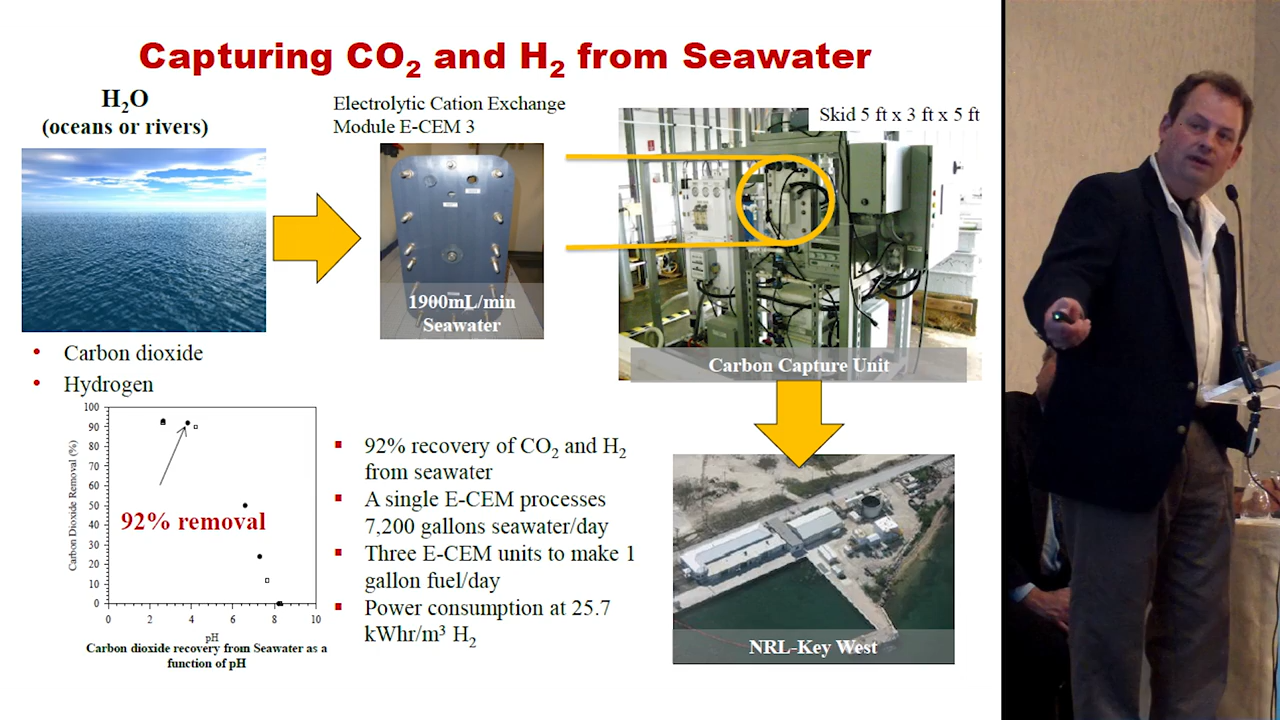 Capturing CO₂ and H₂ from Seawater
H₂O
(oceans or rivers)
Electrolytic Cation Exchange
Module E-CEM 3
Skid 5 ft x 3 ft x 5 ft
1900mL/min
Seawater
Carbon Capture Unit
• Carbon dioxide
• Hydrogen
100
90
80
70
60
50
40
30
20
10
0
Carbon Dioxide Removal (%)
92% removal
0 2 4 6 8 10
pH
Carbon dioxide recovery from Seawater as a
function of pH
▪ 92% recovery of CO₂ and H₂
from seawater
▪ A single E-CEM processes
7,200 gallons seawater/day
▪ Three E-CEM units to make 1
gallon fuel/day
▪ Power consumption at 25.7
kWhr/m³ H₂
NRL-Key West